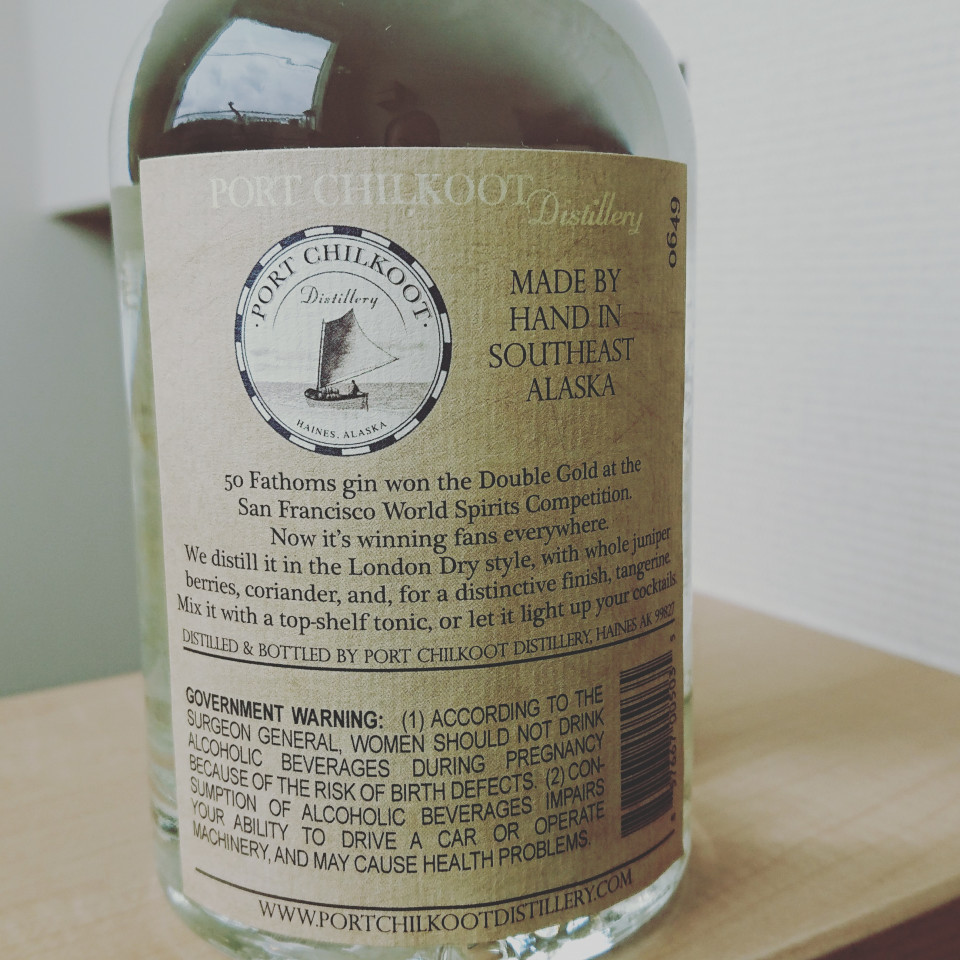 PORT CHILKOOT Distillery
0649
PORT CHILKOOT
Distillery
HAINES, ALASKA
MADE BY
HAND IN
SOUTHEAST
ALASKA
50 Fathoms gin won the Double Gold at the
San Francisco World Spirits Competition.
Now it's winning fans everywhere.
We distill it in the London Dry style, with whole juniper
berries, coriander, and, for a distinctive finish, tangerine.
Mix it with a top-shelf tonic, or let it light up your cocktails.
DISTILLED & BOTTLED BY PORT CHILKOOT DISTILLERY, HAINES AK 99827
GOVERNMENT WARNING: (1) ACCORDING TO THE
SURGEON GENERAL, WOMEN SHOULD NOT DRINK
ALCOHOLIC BEVERAGES DURING PREGNANCY
BECAUSE OF THE RISK OF BIRTH DEFECTS. (2) CON-
SUMPTION OF ALCOHOLIC BEVERAGES IMPAIRS
YOUR ABILITY TO DRIVE A CAR OR OPERATE
MACHINERY, AND MAY CAUSE HEALTH PROBLEMS.
WWW.PORTCHILKOOTDISTILLERY.COM